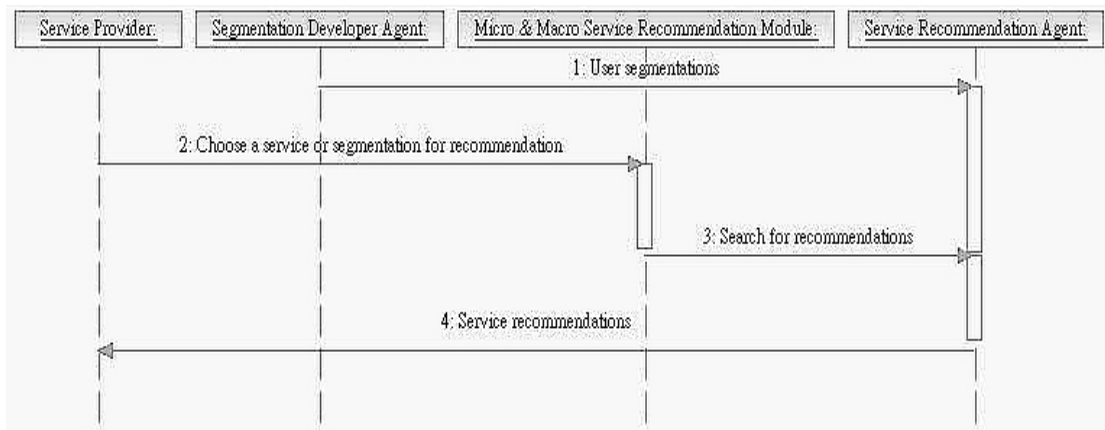 Service Provider:
Segmentation Developer Agent:
Micro & Macro Service Recommendation Module:
Service Recommendation Agent:
1: User segmentations
2: Choose a service or segmentation for recommendation
3: Search for recommendations
4: Service recommendations